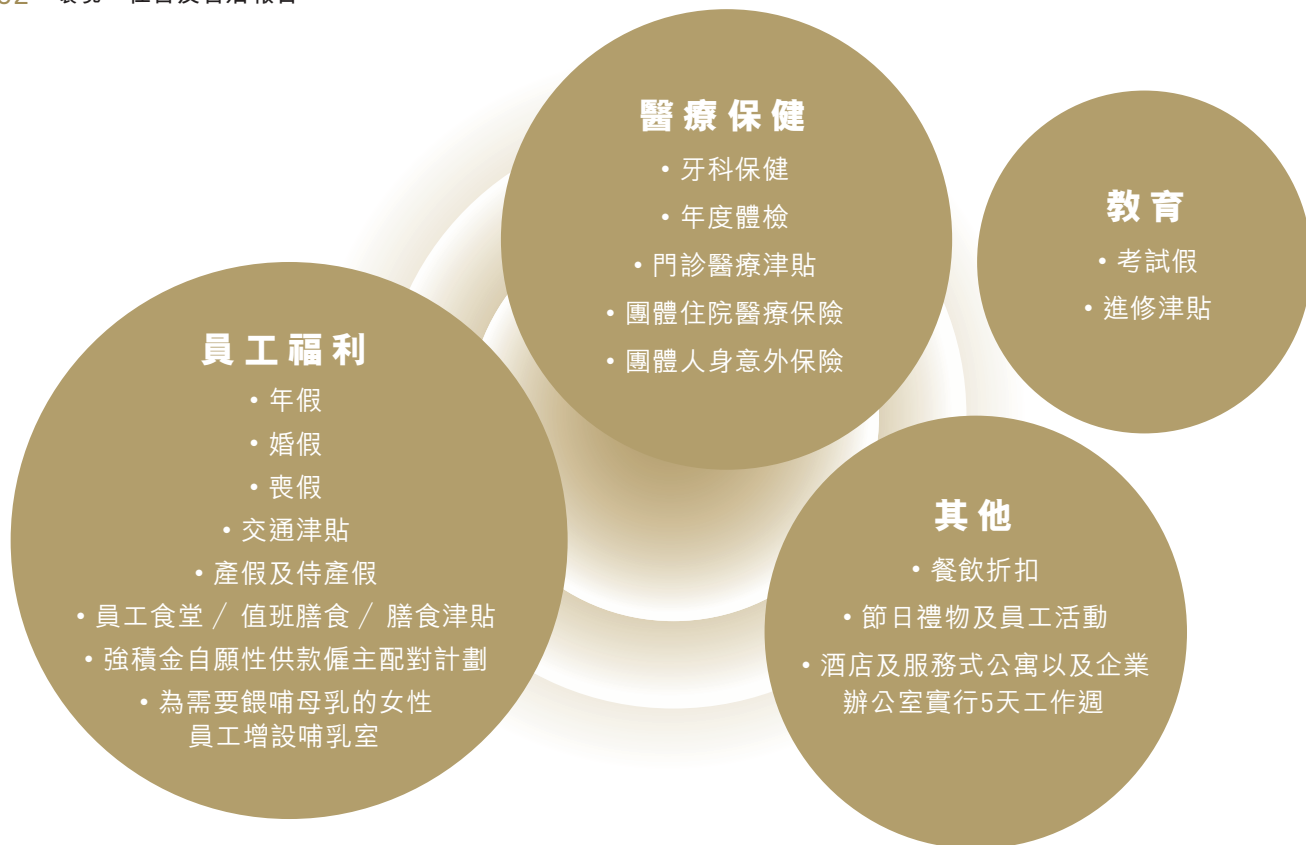 醫療保健
• 牙科保健
• 年度體檢
• 門診醫療津貼
• 團體住院醫療保險
• 團體人身意外保險
教育
• 考試假
• 進修津貼
員工福利
• 年假
• 婚假
• 喪假
• 交通津貼
• 產假及侍產假
• 員工食堂 / 值班膳食 / 膳食津貼
• 強積金自願性供款僱主配對計劃
• 為需要餵哺母乳的女性
員工增設哺乳室
其他
• 餐飲折扣
• 節日禮物及員工活動
• 酒店及服務式公寓以及企業
辦公室實行5天工作週